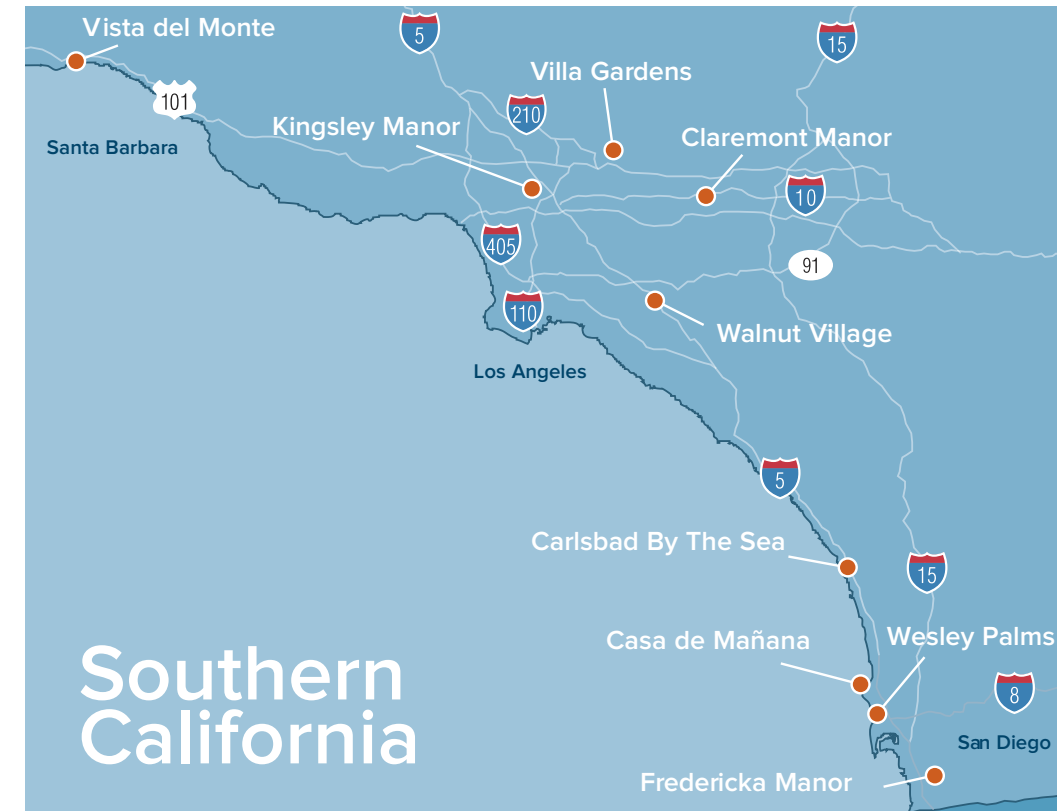 5
15
Vista del Monte
Villa Gardens
101
210
Kingsley Manor
Claremont Manor
Santa Barbara
10
405
91
110
Walnut Village
Los Angeles
5
Carlsbad By The Sea
15
Casa de Mañana
Wesley Palms
Southern
California
8
San Diego
Fredericka Manor